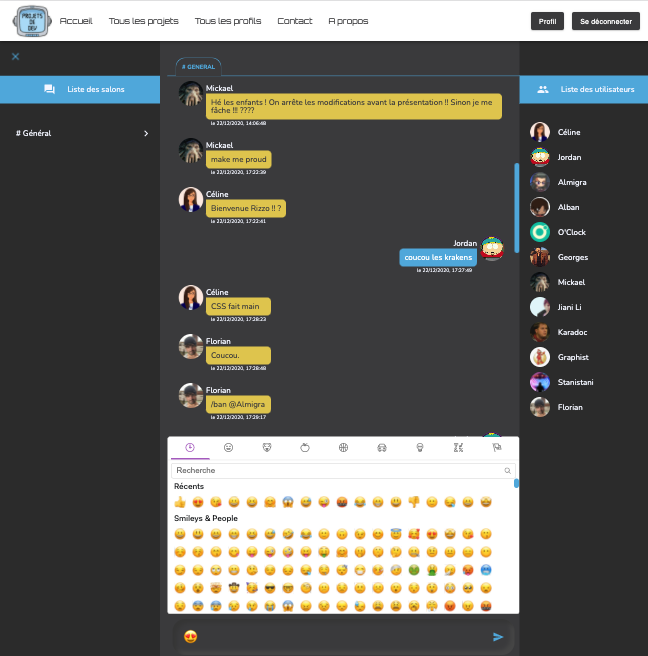 PROJETS
DE
DEV
Accueil
Tous les projets
Tous les profils
Contact
A propos
Profil
Se déconnecter
Liste des salons
# Général
# GENERAL
Mickael
Hé les enfants ! On arrête les modifications avant la présentation !! Sinon je me
fâche !!! ????
le 22/12/2020, 14:06:48
Mickael
make me proud
le 22/12/2020, 17:22:39
Céline
Bienvenue Rizzo !! ?
le 22/12/2020, 17:22:41
Jordan
coucou les krakens
le 22/12/2020, 17:27:49
Céline
CSS fait main
le 22/12/2020, 17:28:23
Florian
Coucou.
le 22/12/2020, 17:28:48
Florian
/ban @Almigra
le 22/12/2020, 17:29:17
Recherche
Récents
Smileys & People
Liste des utilisateurs
Céline
Jordan
Almigra
Alban
O'Clock
Georges
Mickael
Jiani Li
Karadoc
Graphist
Stanistani
Florian